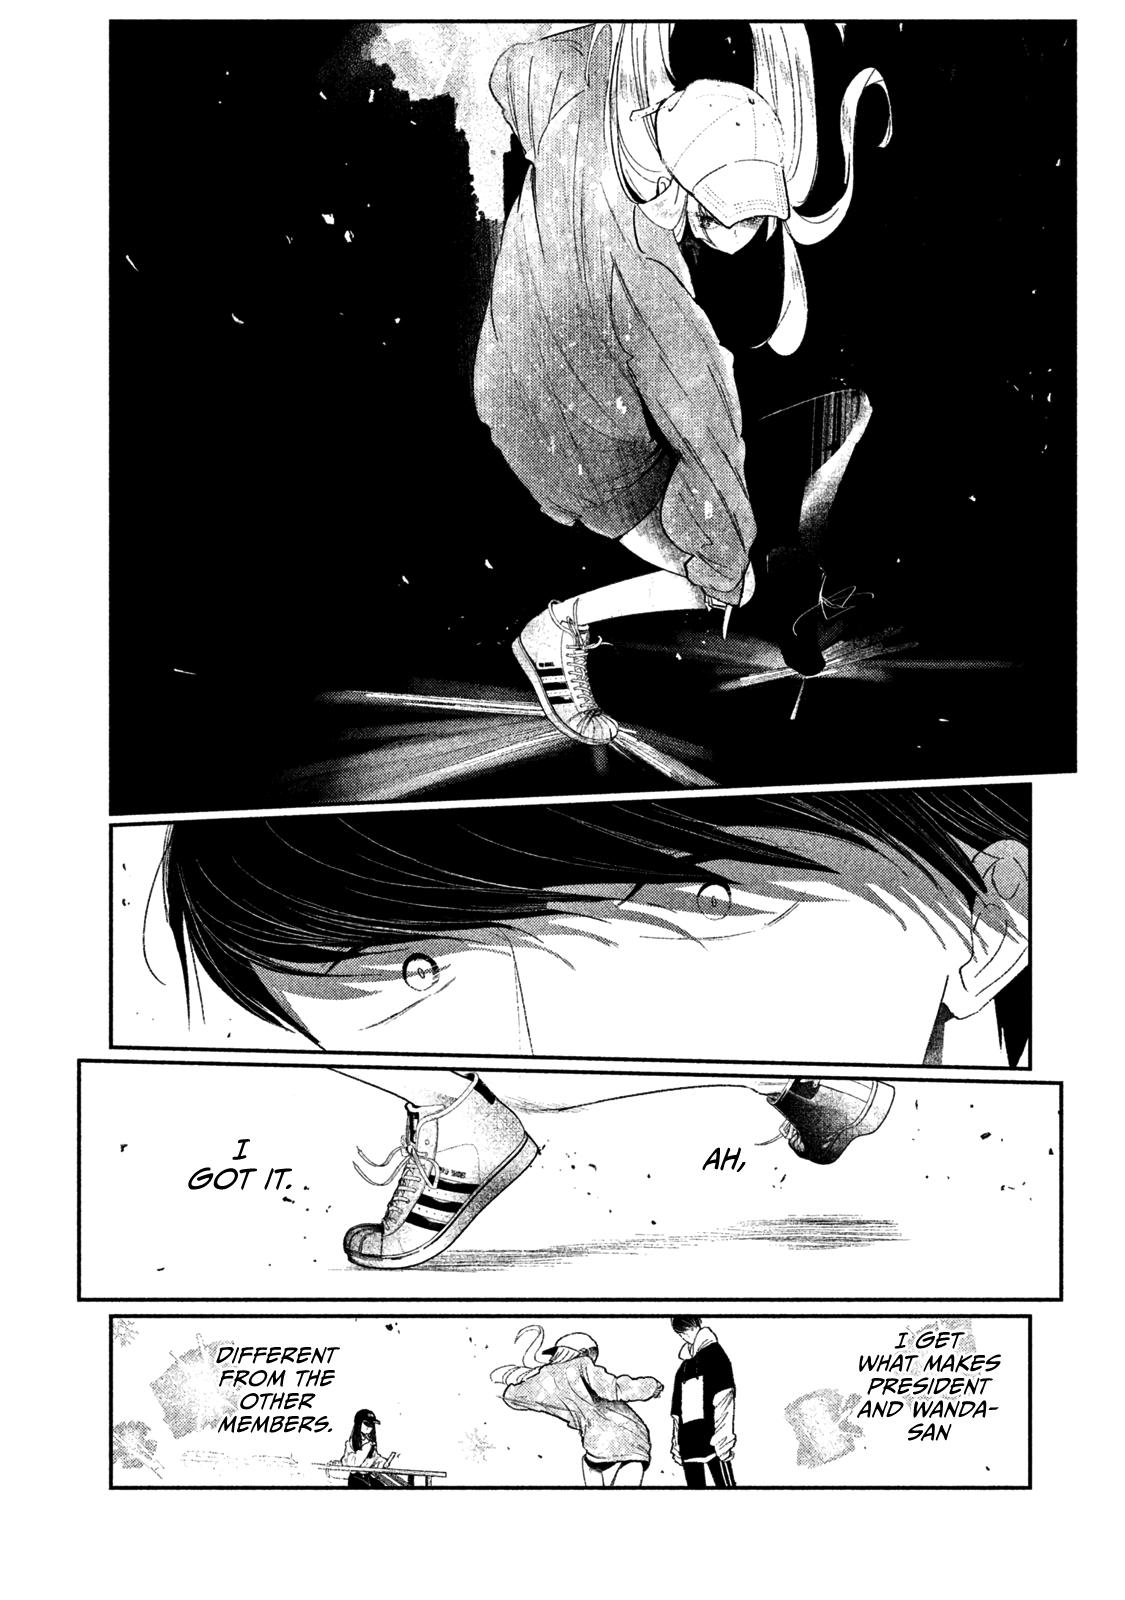 AH,
I
GOT IT.
I GET
WHAT MAKES
PRESIDENT
AND WANDA-
SAN
DIFFERENT
FROM THE
OTHER
MEMBERS.